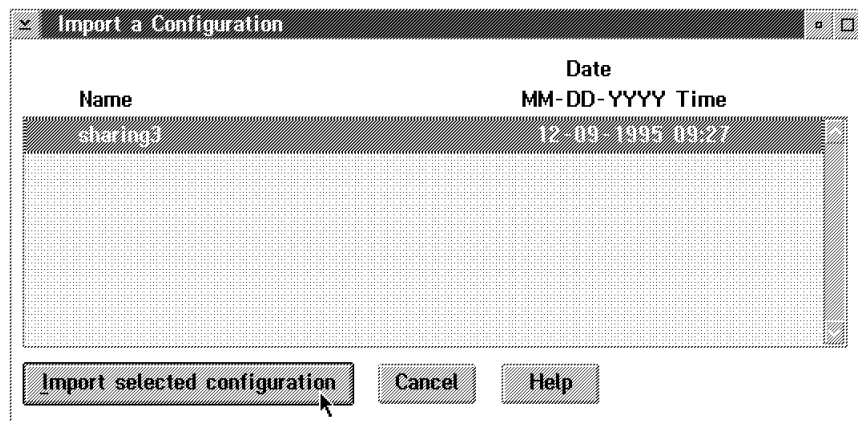 Import a Configuration
Date
Name MM-DD-YYYY Time
sharing3 12-09-1995 09:27
Import selected configuration Cancel Help